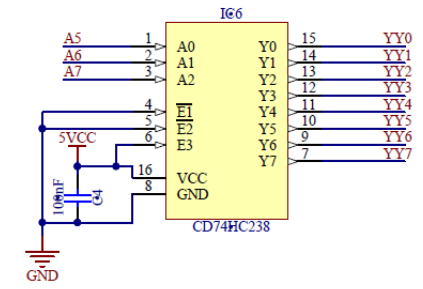 IC6
A5 1 A0 Y0 15 YY0
A6 2 A1 Y1 14 YY1
A7 3 A2 Y2 13 YY2
Y3 12 YY3
4 E1 Y4 11 YY4
5 E2 Y5 10 YY5
5VCC 6 E3 Y6 9 YY6
Y7 7 YY7
16 VCC
100nF C4 8 GND
CD74HC238
GND